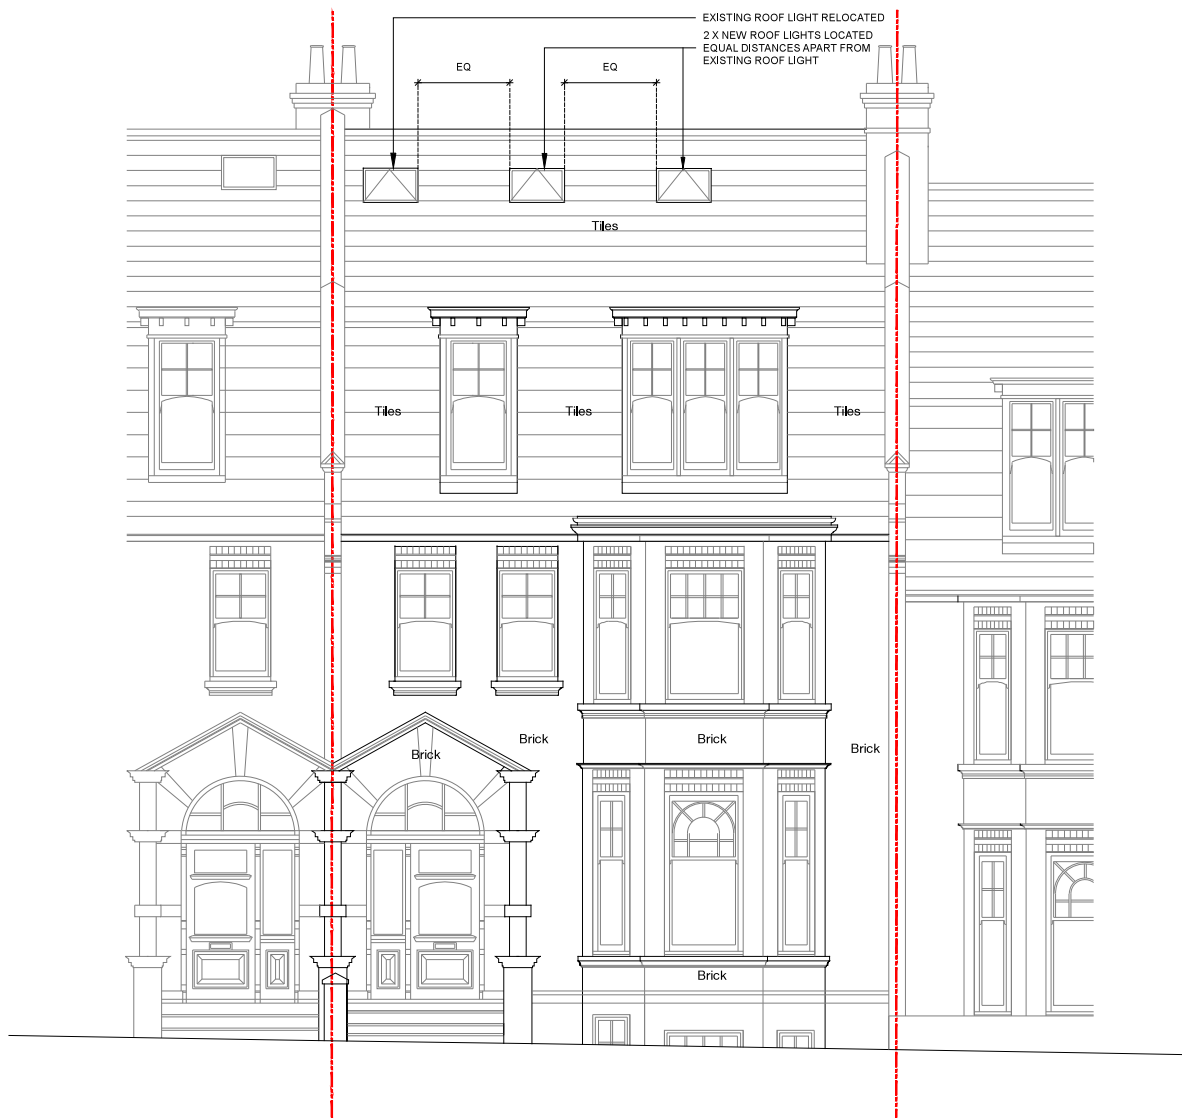 EXISTING ROOF LIGHT RELOCATED
2 X NEW ROOF LIGHTS LOCATED
EQUAL DISTANCES APART FROM
EXISTING ROOF LIGHT
EQ
EQ
Tiles
Tiles
Tiles
Tiles
Brick
Brick
Brick
Brick
Brick